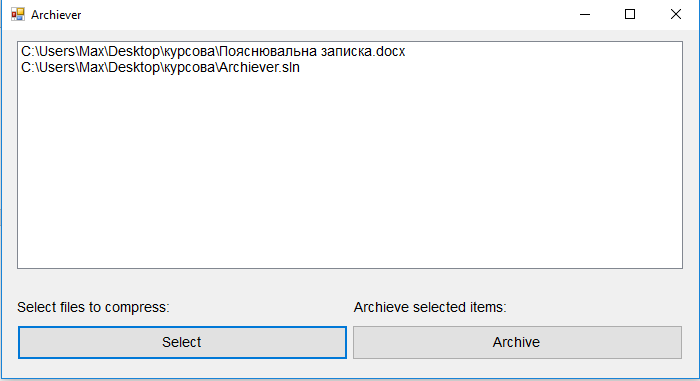 Archiever
C:\Users\Max\Desktop\курсова\Пояснювальна записка.docx
C:\Users\Max\Desktop\курсова\Archiever.sln
Select files to compress:
Archieve selected items:
Select
Archive